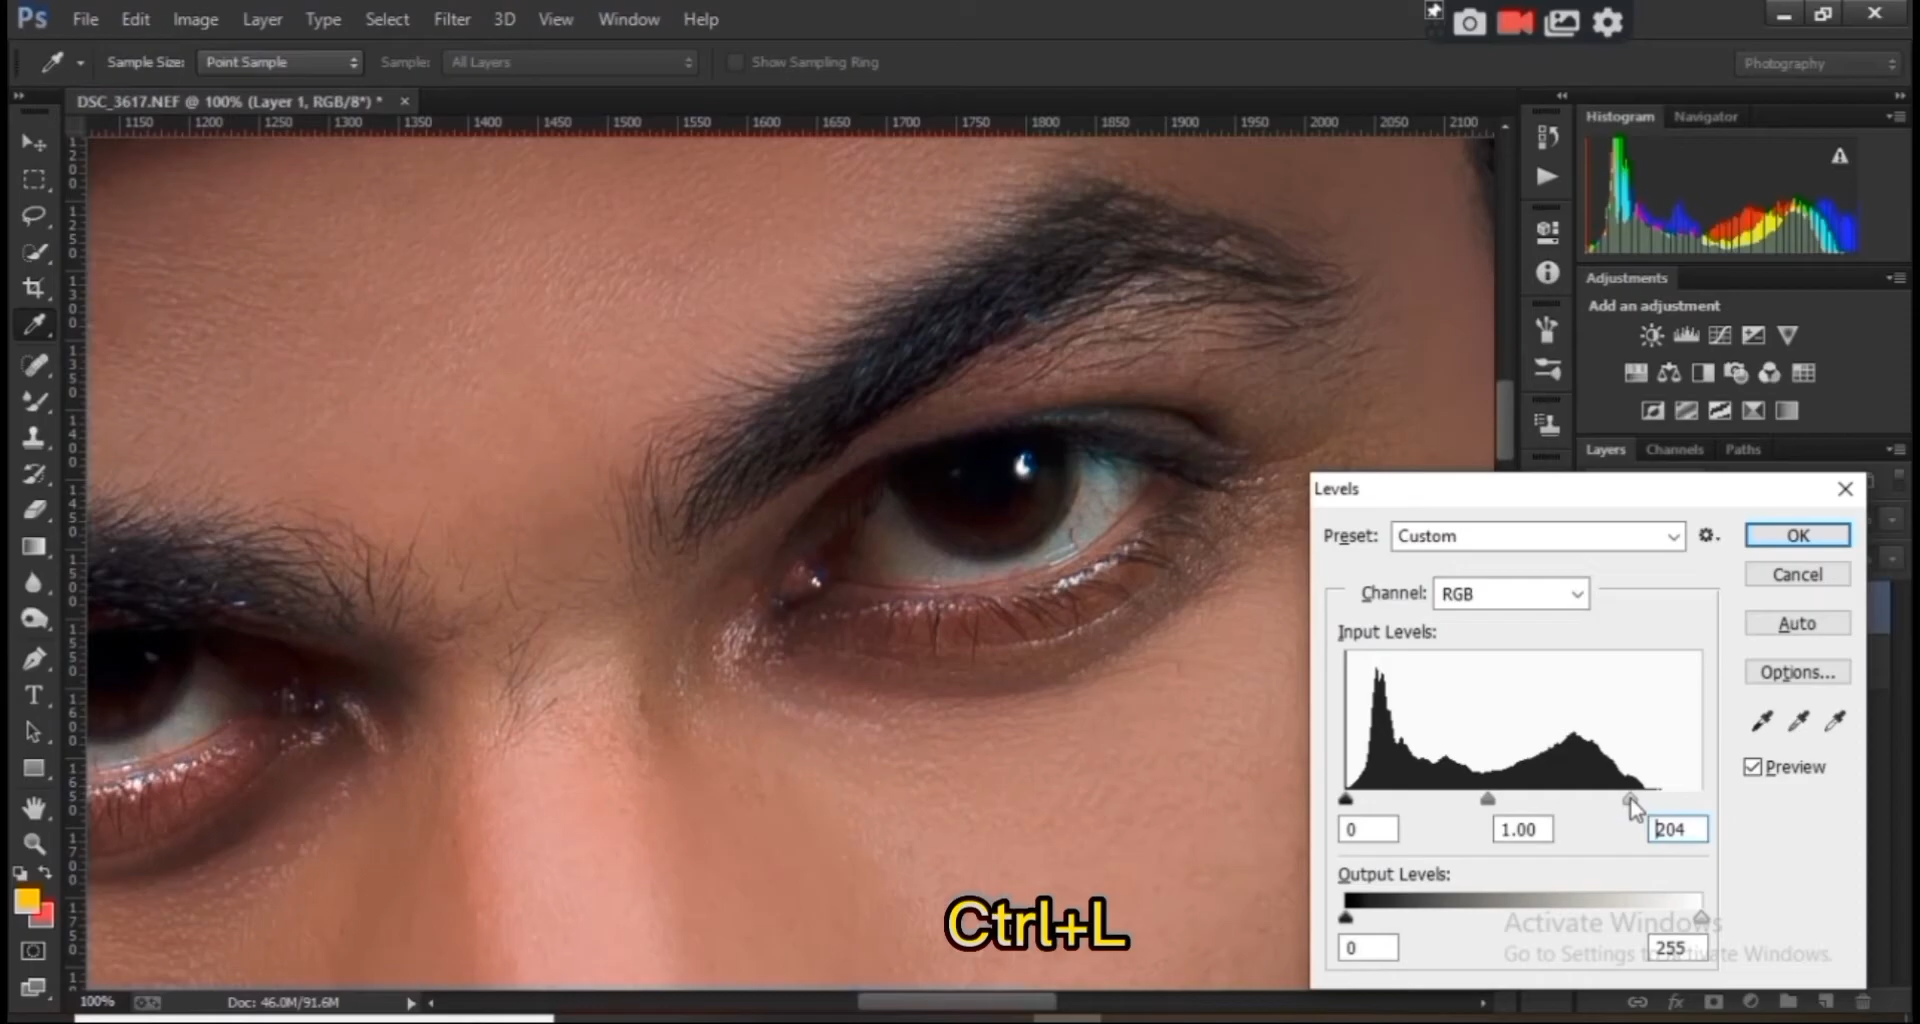 Ps File Edit Image Layer Type Select Filter 3D View Window Help
Sample Size: Point Sample Sample: All Layers Show Sampling Ring Photography
DSC_3617.NEF @ 100% (Layer 1, RGB/8*) * ×
1150 1200 1250 1300 1350 1400 1450 1500 1550 1600 1650 1700 1750 1800 1850 1900 1950 2000 2050 2100
Histogram Navigator
Adjustments
Add an adjustment
Layers Channels Paths
Levels
Preset: Custom
OK
Cancel
Channel: RGB
Auto
Input Levels:
Options...
Preview
0 1.00 204
Output Levels:
0 255
Activate Windows
Go to Settings to Activate Windows.
Ctrl+L
100% Doc: 46.0M/91.6M